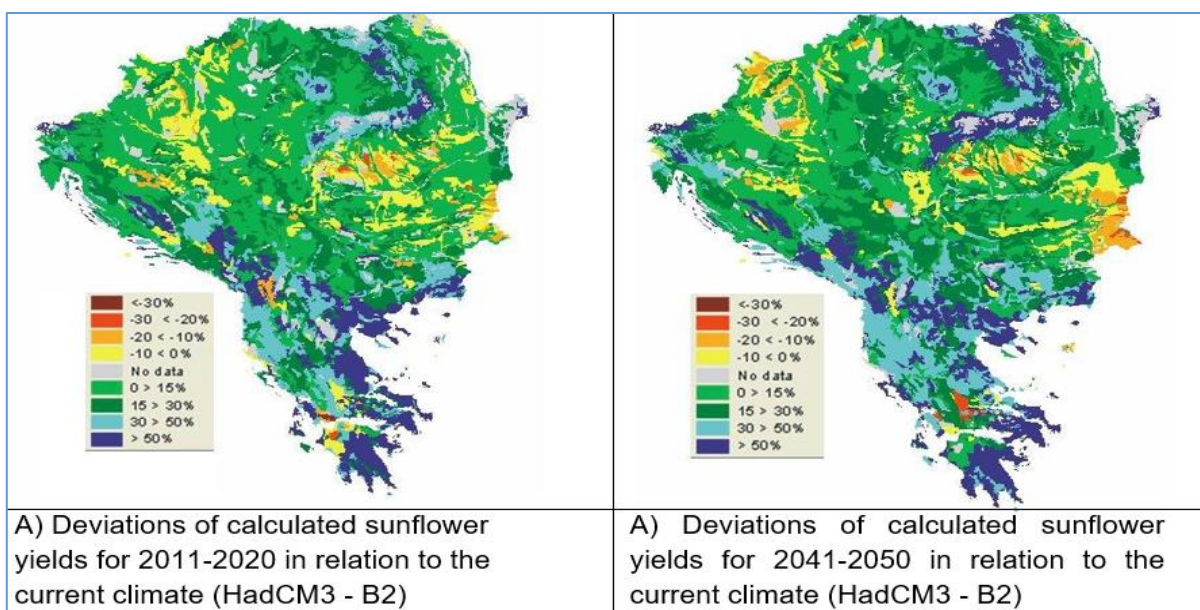 <-30%
-30 < -20%
-20 < -10%
-10 < 0%
No data
0 > 15%
15 > 30%
30 > 50%
> 50%
<-30%
-30 < -20%
-20 < -10%
-10 < 0%
No data
0 > 15%
15 > 30%
30 > 50%
> 50%
A) Deviations of calculated sunflower
yields for 2011-2020 in relation to the
current climate (HadCM3 - B2)
A) Deviations of calculated sunflower
yields for 2041-2050 in relation to the
current climate (HadCM3 - B2)